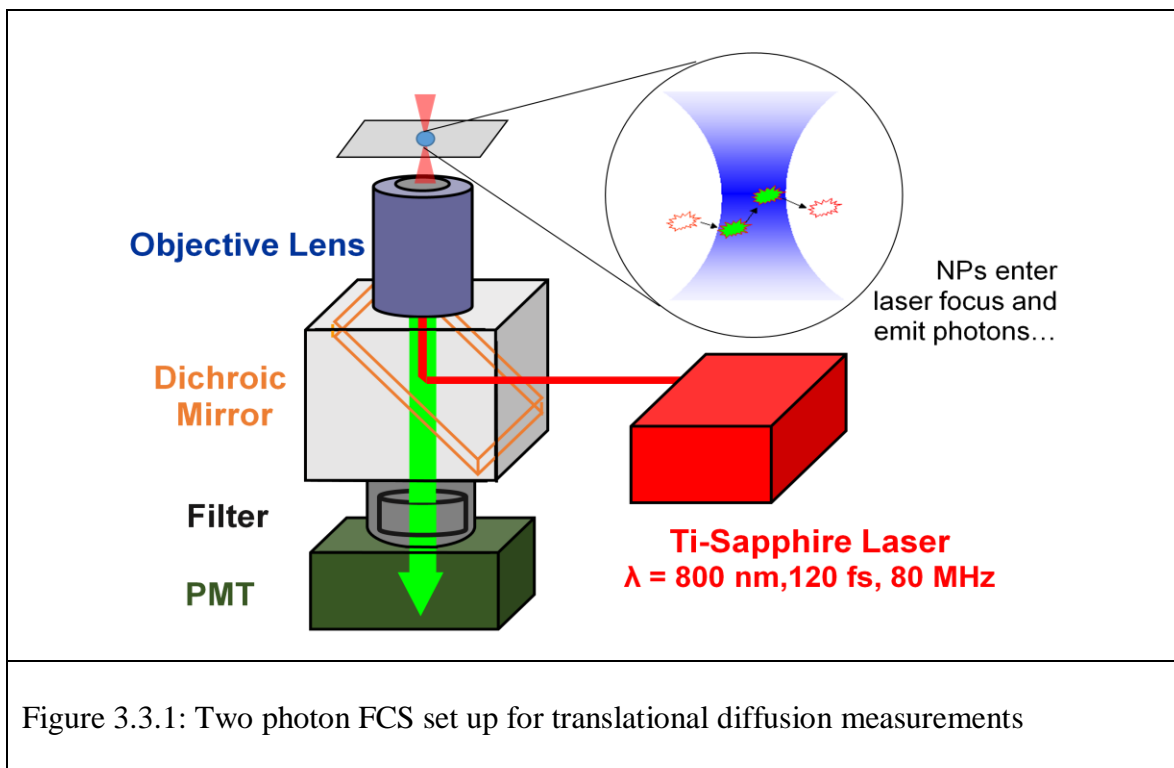 Objective Lens
NPs enter
laser focus and
emit photons…
Dichroic
Mirror
Filter
PMT
Ti-Sapphire Laser
λ = 800 nm,120 fs, 80 MHz
Figure 3.3.1: Two photon FCS set up for translational diffusion measurements